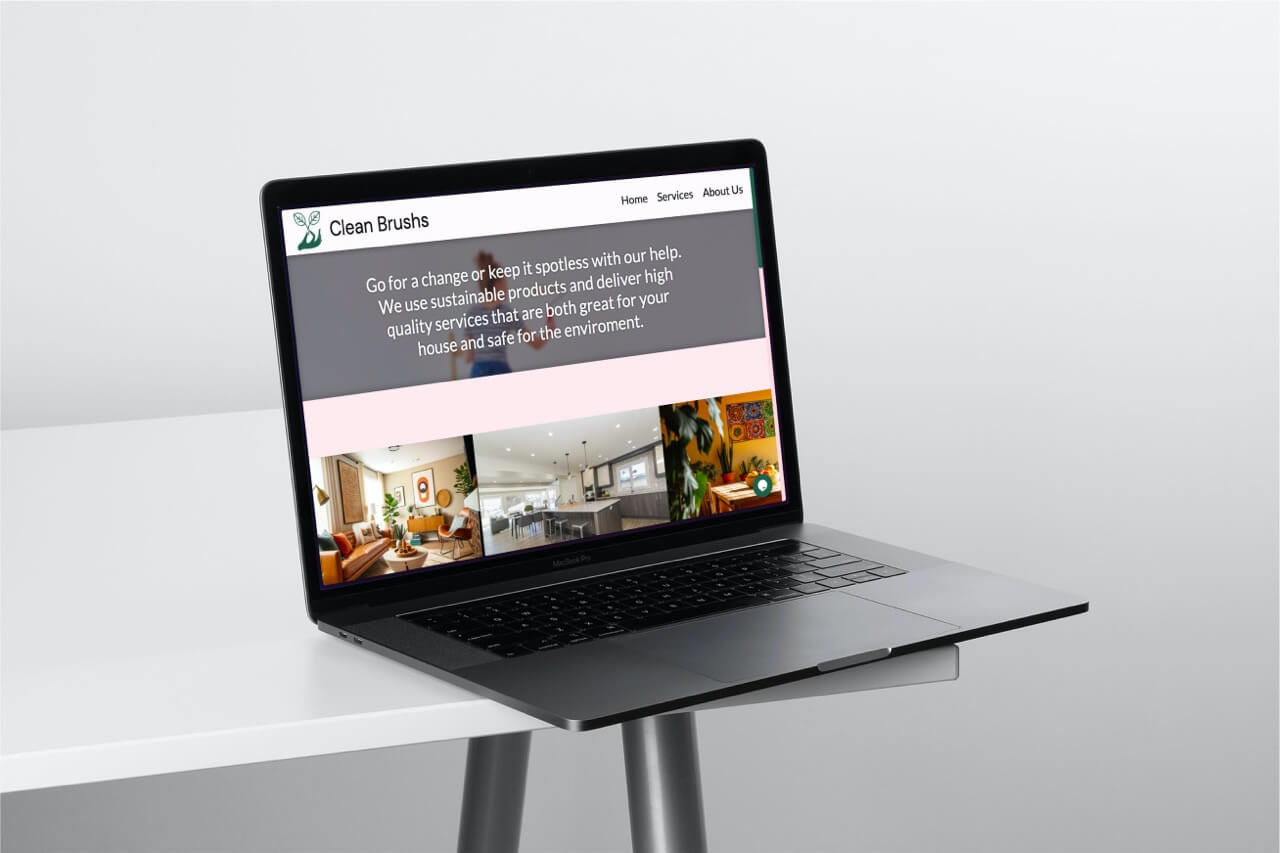 Clean Brushs
Home Services About Us
Go for a change or keep it spotless with our help.
We use sustainable products and deliver high
quality services that are both great for your
house and safe for the enviroment.
MacBook Pro